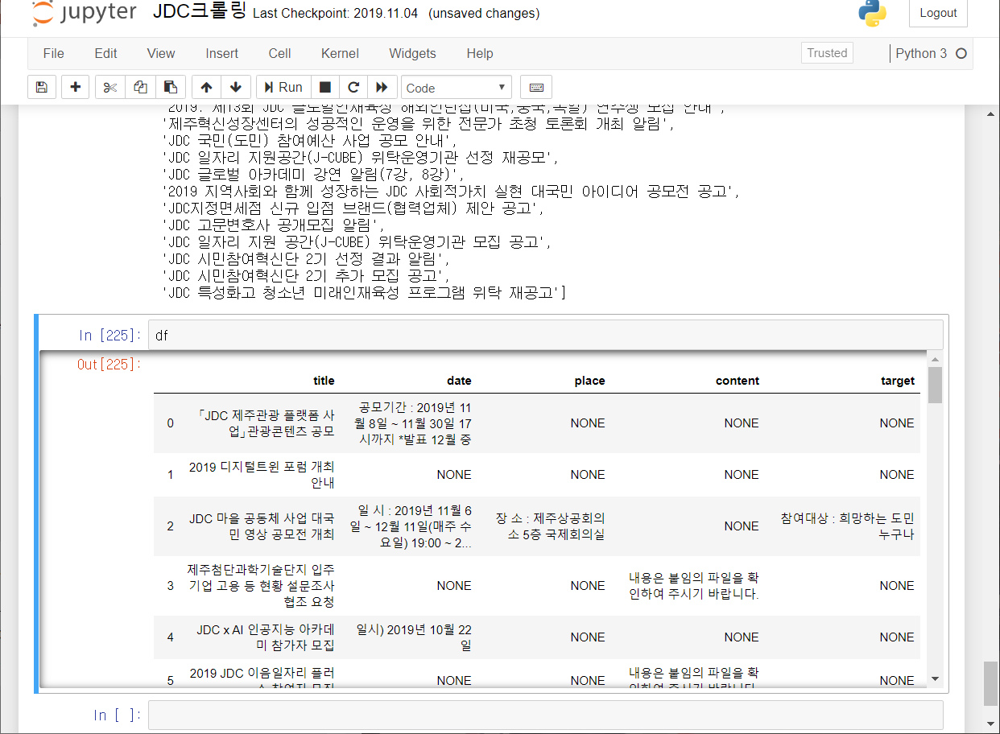 jupyter JDC크롤링 Last Checkpoint: 2019.11.04 (unsaved changes) Logout
File Edit View Insert Cell Kernel Widgets Help Trusted Python 3
Run Code
'2019. 제13회 JDC 글로벌인재육성 해외인턴십(미국,중국,독일) 연수생 모집 안내',
'제주혁신성장센터의 성공적인 운영을 위한 전문가 초청 토론회 개최 알림',
'JDC 국민(도민) 참여예산 사업 공모 안내',
'JDC 일자리 지원공간(J-CUBE) 위탁운영기관 선정 재공모',
'JDC 글로벌 아카데미 강연 알림(7강, 8강)',
'2019 지역사회와 함께 성장하는 JDC 사회적가치 실현 대국민 아이디어 공모전 공고',
'JDC지정면세점 신규 입점 브랜드(협력업체) 제안 공고',
'JDC 고문변호사 공개모집 알림',
'JDC 일자리 지원 공간(J-CUBE) 위탁운영기관 모집 공고',
'JDC 시민참여혁신단 2기 선정 결과 알림',
'JDC 시민참여혁신단 2기 추가 모집 공고',
'JDC 특성화고 청소년 미래인재육성 프로그램 위탁 재공고']
In [225]: df
Out[225]:
title date place content target
0 「JDC 제주관광 플랫폼 사업」관광콘텐츠 공모 공모기간 : 2019년 11월 8일 ~ 11월 30일 17시까지 *발표 12월 중 NONE NONE NONE
1 2019 디지털트윈 포럼 개최 안내 NONE NONE NONE NONE
2 JDC 마을 공동체 사업 대국민 영상 공모전 개최 일 시 : 2019년 11월 6일 ~ 12월 11일(매주 수요일) 19:00 ~ 2... 장 소 : 제주상공회의소 5층 국제회의실 NONE 참여대상 : 희망하는 도민 누구나
3 제주첨단과학기술단지 입주기업 고용 등 현황 설문조사 협조 요청 NONE NONE 내용은 붙임의 파일을 확인하여 주시기 바랍니다. NONE
4 JDC x AI 인공지능 아카데미 참가자 모집 일시) 2019년 10월 22일 NONE NONE NONE
5 2019 JDC 이음일자리 플러스 참여자 모집 NONE NONE 내용은 붙임의 파일을 확인하여 주시기 바랍니다. NONE
In [ ]: